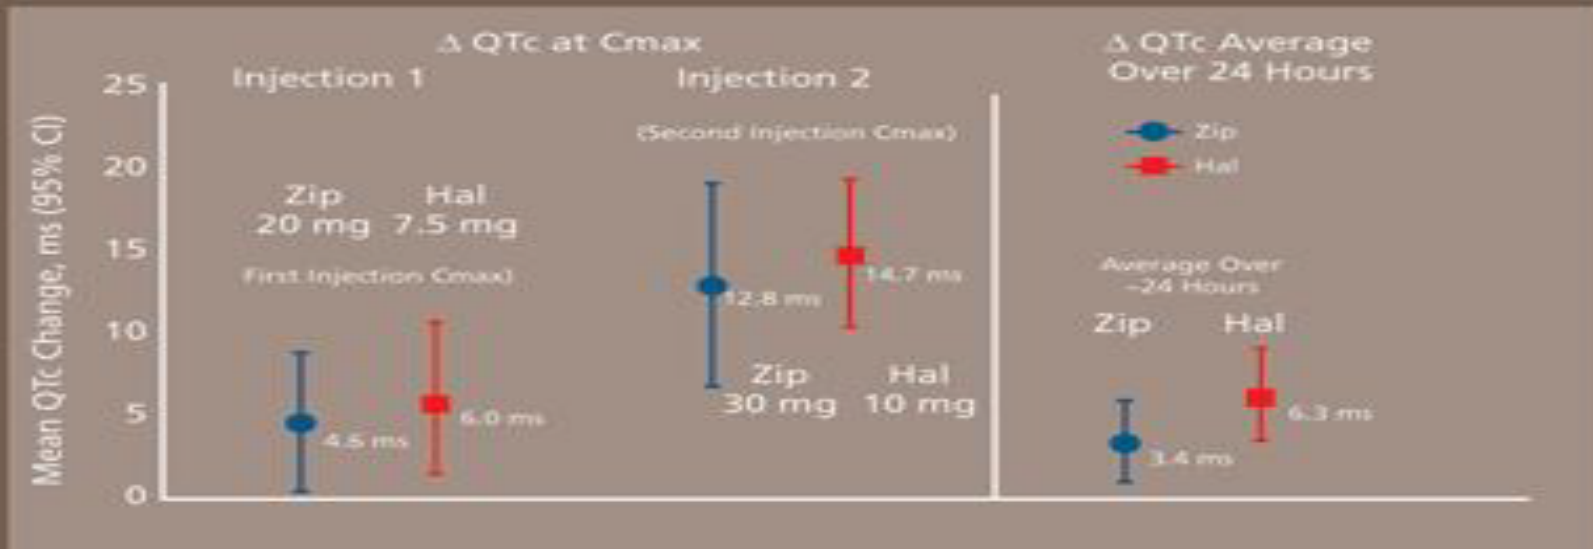 Δ QTc at Cmax
Injection 1
Injection 2
(Second Injection Cmax)
Δ QTc Average
Over 24 Hours
Zip
Hal
Mean QTc Change, ms (95% CI)
25
20
15
10
5
0
Zip Hal
20 mg 7.5 mg
First Injection Cmax)
4.6 ms
6.0 ms
12.8 ms
14.7 ms
Zip Hal
30 mg 10 mg
Average Over
~24 Hours
Zip Hal
3.4 ms
6.3 ms